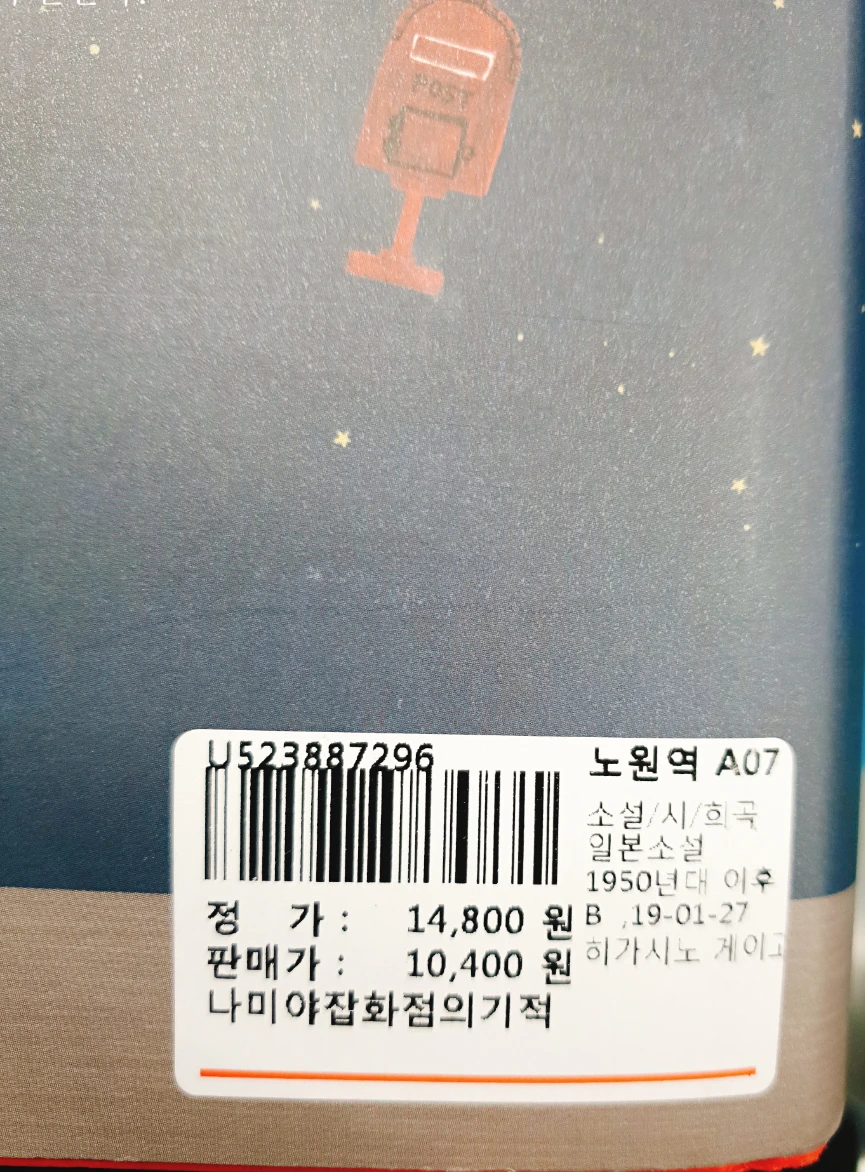 POST
U523887296
노원역 A07
소설/시/희곡
일본소설
1950년대 이후
B ,19-01-27
히가시노 게이고
정 가 : 14,800 원
판매가 : 10,400 원
나미야잡화점의기적